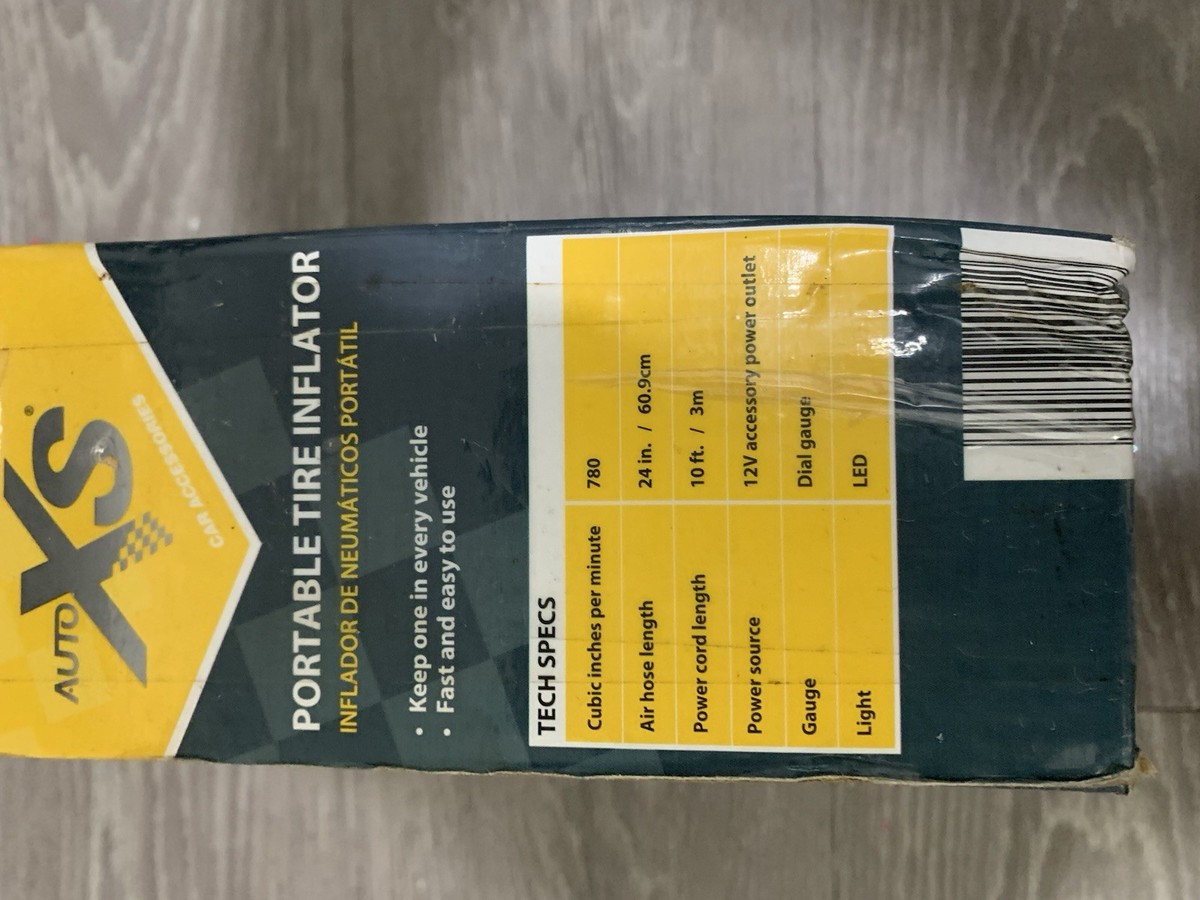 AUTO XS®
CAR ACCESSORIES
PORTABLE TIRE INFLATOR
INFLADOR DE NEUMÁTICOS PORTÁTIL
• Keep one in every vehicle
• Fast and easy to use
TECH SPECS
Cubic inches per minute 780
Air hose length 24 in. / 60.9cm
Power cord length 10 ft. / 3m
Power source 12V accessory power outlet
Gauge Dial gauge
Light LED